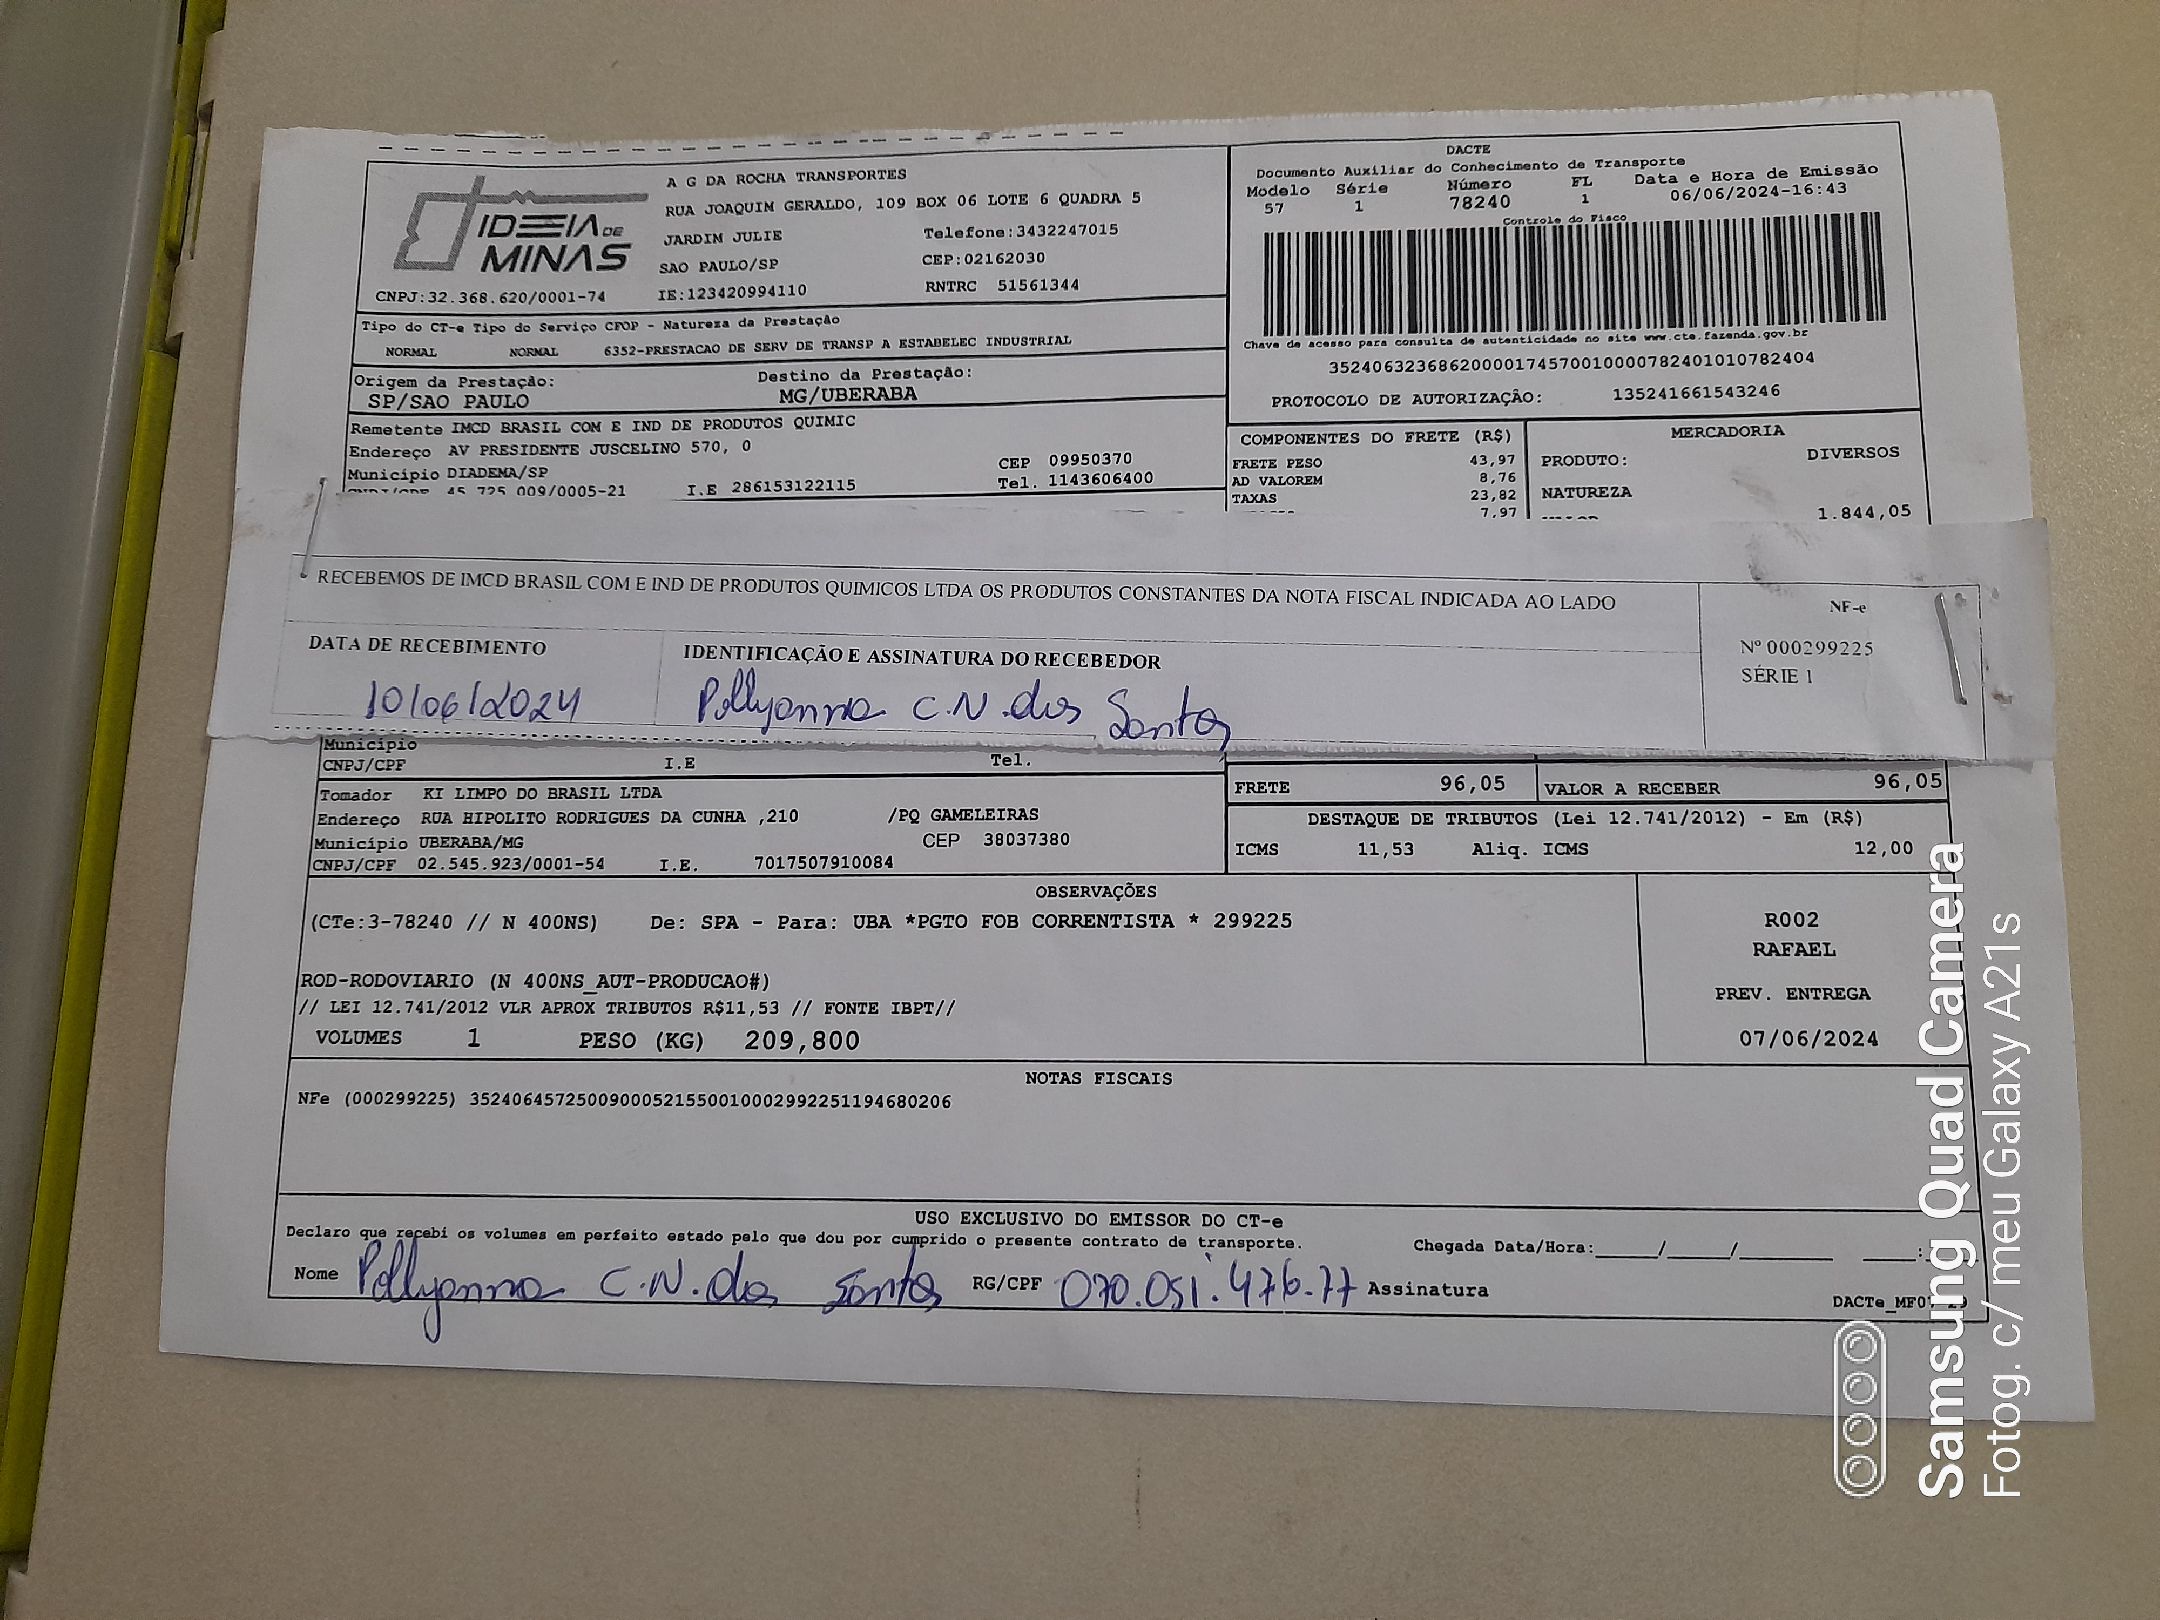 DACTE
Documento Auxiliar do Conhecimento de Transporte
Modelo Série Número FL Data e Hora de Emissão
57 1 78240 1 06/06/2024-16:43
Controle do Fisco
IDEIA DE
MINAS
A G DA ROCHA TRANSPORTES
RUA JOAQUIM GERALDO, 109 BOX 06 LOTE 6 QUADRA 5
JARDIM JULIE Telefone:3432247015
SAO PAULO/SP CEP:02162030
CNPJ:32.368.620/0001-74 IE:123420994110 RNTRC 51561344
Tipo do CT-e Tipo do Serviço CFOP - Natureza da Prestação
NORMAL NORMAL 6352-PRESTACAO DE SERV DE TRANSP A ESTABELEC INDUSTRIAL
Chave de acesso para consulta de autenticidade no site www.cte.fazenda.gov.br
35240632368620000174570010000782401010782404
PROTOCOLO DE AUTORIZAÇÃO: 135241661543246
Origem da Prestação: Destino da Prestação:
SP/SAO PAULO MG/UBERABA
Remetente IMCD BRASIL COM E IND DE PRODUTOS QUIMIC
Endereço AV PRESIDENTE JUSCELINO 570, 0
Município DIADEMA/SP CEP 09950370
CNPJ/CPF 45.725.009/0005-21 I.E 286153122115 Tel. 1143606400
COMPONENTES DO FRETE (R$)
FRETE PESO 43,97
AD VALOREM 8,76
TAXAS 23,82
7,97
MERCADORIA
PRODUTO: DIVERSOS
NATUREZA
VALOR 1.844,05
RECEBEMOS DE IMCD BRASIL COM E IND DE PRODUTOS QUIMICOS LTDA OS PRODUTOS CONSTANTES DA NOTA FISCAL INDICADA AO LADO
NF-e
Nº 000299225
SÉRIE 1
DATA DE RECEBIMENTO IDENTIFICAÇÃO E ASSINATURA DO RECEBEDOR
10/06/2024 Pollyanna C.N. dos Santos
Município
CNPJ/CPF I.E Tel.
FRETE 96,05 VALOR A RECEBER 96,05
Tomador KI LIMPO DO BRASIL LTDA
Endereço RUA HIPOLITO RODRIGUES DA CUNHA ,210 /PQ GAMELEIRAS
Município UBERABA/MG CEP 38037380
CNPJ/CPF 02.545.923/0001-54 I.E. 7017507910084
DESTAQUE DE TRIBUTOS (Lei 12.741/2012) - Em (R$)
ICMS 11,53 Aliq. ICMS 12,00
OBSERVAÇÕES
(CTe:3-78240 // N 400NS) De: SPA - Para: UBA *PGTO FOB CORRENTISTA * 299225
ROD-RODOVIARIO (N 400NS_AUT-PRODUCAO#)
// LEI 12.741/2012 VLR APROX TRIBUTOS R$11,53 // FONTE IBPT//
VOLUMES 1 PESO (KG) 209,800
R002
RAFAEL
PREV. ENTREGA
07/06/2024
NOTAS FISCAIS
NFe (000299225) 35240645725009000521550010002992251194680206
USO EXCLUSIVO DO EMISSOR DO CT-e
Declaro que recebi os volumes em perfeito estado pelo que dou por cumprido o presente contrato de transporte. Chegada Data/Hora:_____/_____/________ ____:
Nome Pollyanna C.N. dos Santos RG/CPF 070.051.476-77 Assinatura
Samsung Quad Camera
Fotog. c/ meu Galaxy A21s